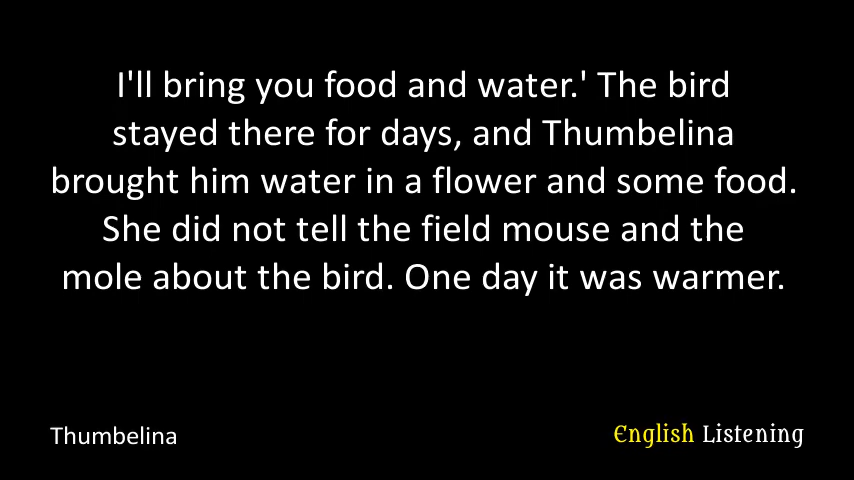 I'll bring you food and water.' The bird
stayed there for days, and Thumbelina
brought him water in a flower and some food.
She did not tell the field mouse and the
mole about the bird. One day it was warmer.
Thumbelina
English Listening